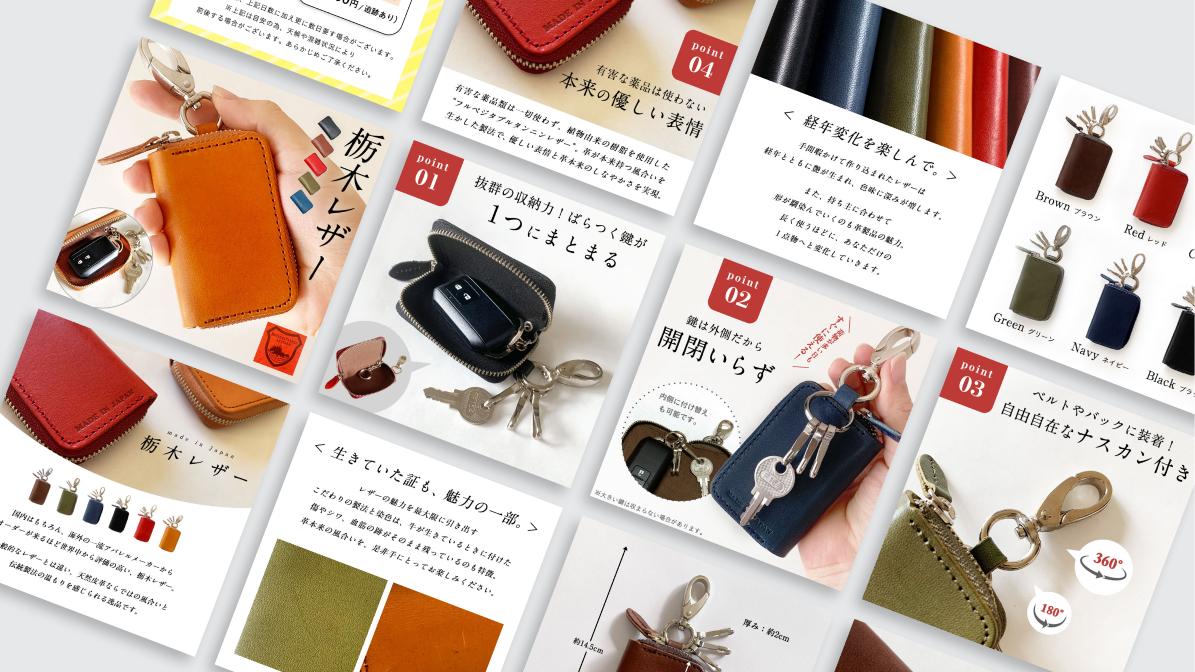 円/追跡あり）
、上記日数に加え更に数日要す場合がございます。
※上記は目安の為、天候や混雑状況により
前後する場合がございます。あらかじめご了承ください。
MADE IN
point
04
有害な薬品は使わない
本来の優しい表情
有害な薬品類は一切使わず、植物由来の樹脂を使用した
“フルベジタブルタンニンレザー”。革が本来持つ風合いを
生かした製法で、優しい表情と革本来のしなやかさを実現。
< 経年変化を楽しんで。>
手間暇かけて作り込まれたレザーは
経年とともに艶が生まれ、色味に深みが増します。
また、持ち主に合わせて
形が馴染んでいくのも革製品の魅力。
長く使うほどに、あなただけの
1点物へと変化していきます。
Brown ブラウン
Red レッド
Green グリーン
Navy ネイビー
Black ブラ
栃木レザー
point
01
抜群の収納力！ばらつく鍵が
1つにまとまる
point
02
鍵は外側だから
開閉いらず
内側に付け替え
も可能です。
※大きい鍵は収まらない場合があります。
point
03
ベルトやバックに装着！
自由自在なナスカン付き
360°
180°
MADE IN JAPAN
made in japan
栃木レザー
国内はもちろん、海外の一流アパレルメーカーから
オーダーが来るほど世界中から評価の高い、栃木レザー。
般的なレザーとは違い、天然皮革ならではの風合いと
伝統製法の温もりを感じられる逸品です。
< 生きていた証も、魅力の一部。>
レザーの魅力を最大限に引き出す
こだわりの製法と染色は、牛が生きているときに付けた
傷やシワ、血筋の跡がそのまま残っているのも特徴。
革本来の風合いを、是非手にとってお楽しみください。
約14.5cm
厚み：約2cm